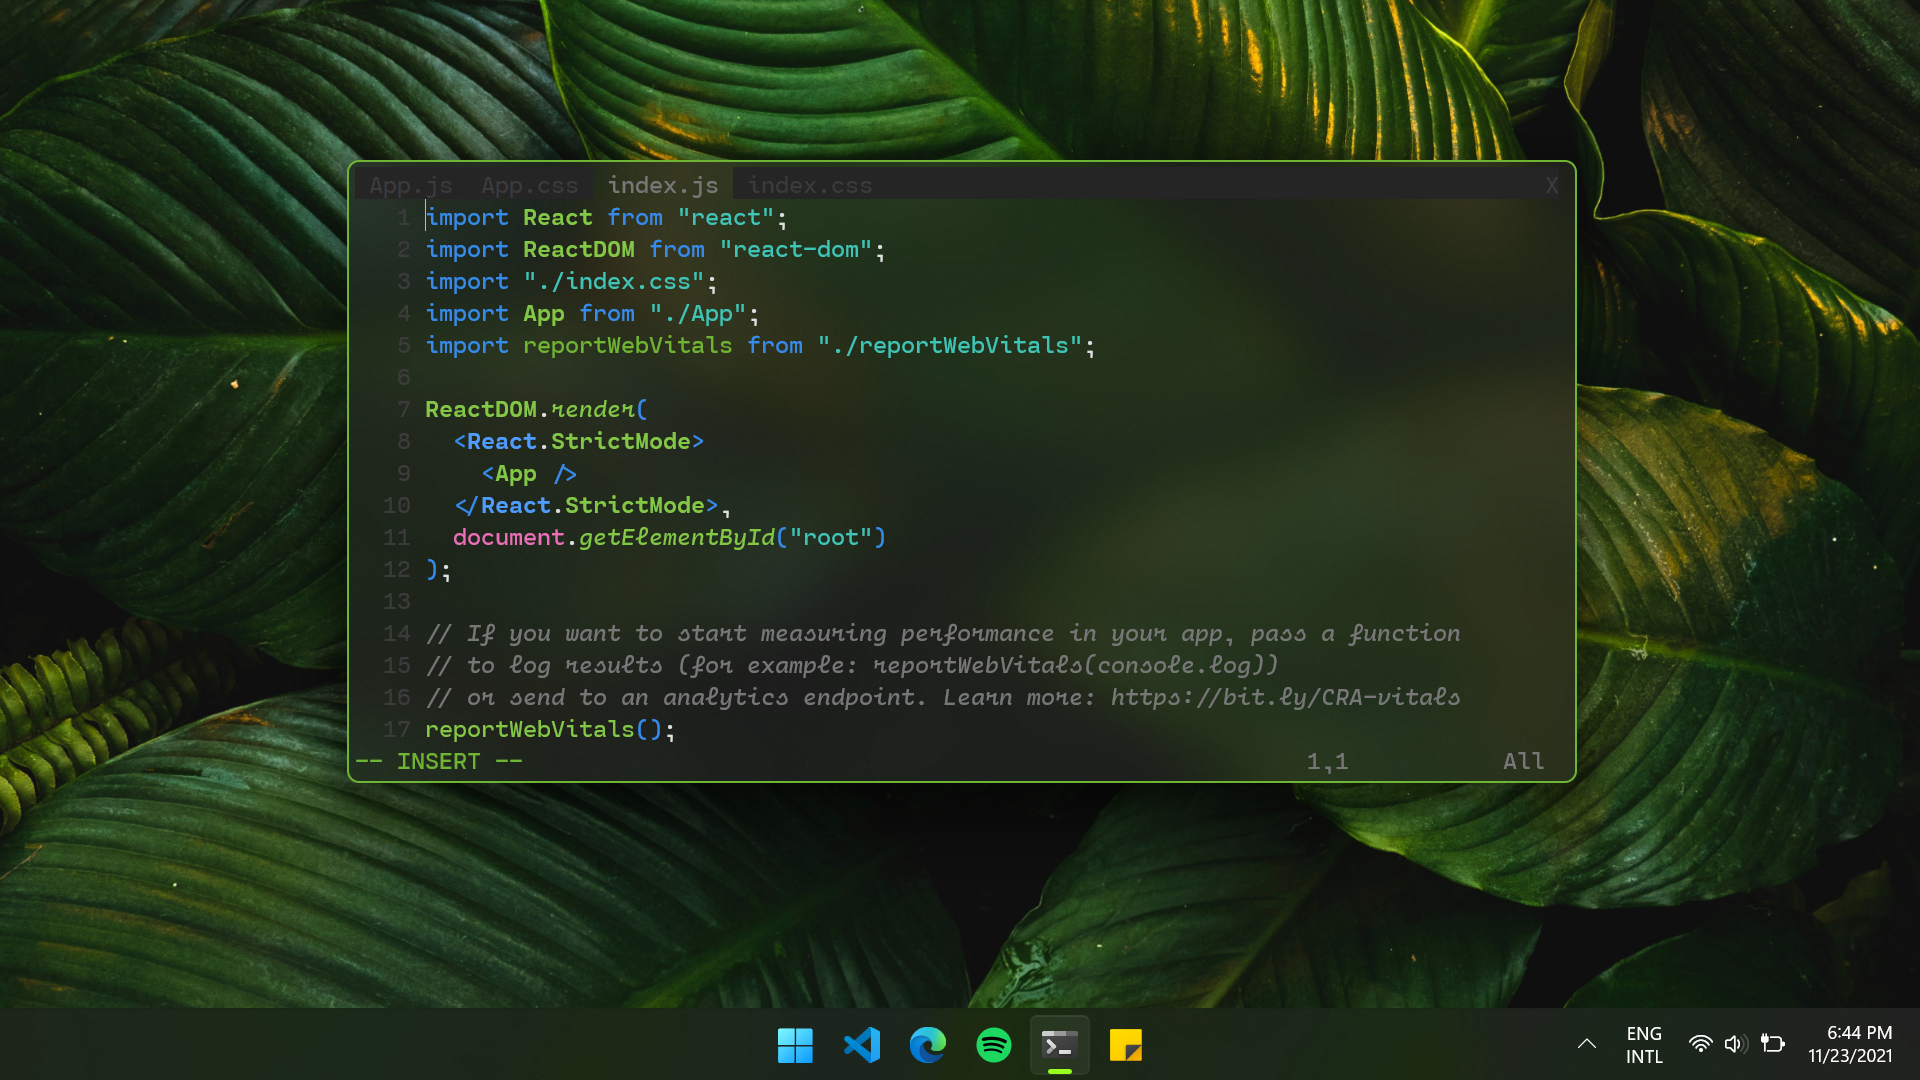 App.js App.css index.js index.css X
1 import React from "react";
2 import ReactDOM from "react-dom";
3 import "./index.css";
4 import App from "./App";
5 import reportWebVitals from "./reportWebVitals";
6
7 ReactDOM.render(
8   <React.StrictMode>
9     <App />
10   </React.StrictMode>,
11   document.getElementById("root")
12 );
13
14 // If you want to start measuring performance in your app, pass a function
15 // to log results (for example: reportWebVitals(console.log))
16 // or send to an analytics endpoint. Learn more: https://bit.ly/CRA-vitals
17 reportWebVitals();
-- INSERT -- 1,1 All
ENG
INTL
6:44 PM
11/23/2021